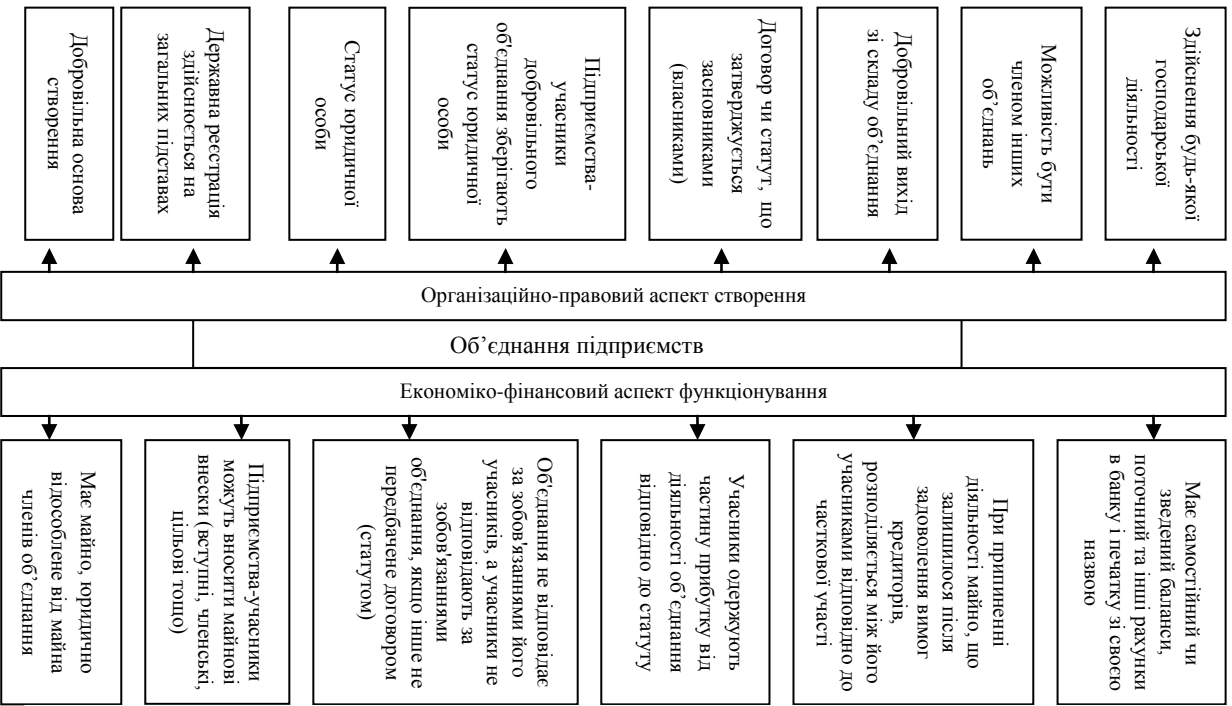 Добровільна основа
створення
Державна реєстрація
здійснюється на
загальних підставах
Статус юридичної
особи
Підприємства-
учасники
добровільного
об'єднання зберігають
статус юридичної
особи
Договор чи статут, що
затверджується
засновниками
(власниками)
Добровільний вихід
зі складу об’єднання
Можливість бути
членом інших
об’єднань
Здійснення будь-якої
господарської
діяльності
Організаційно-правовий аспект створення
Об’єднання підприємств
Економіко-фінансовий аспект функціонування
Має майно, юридично
відособлене від майна
членів об’єднання
Підприємства-учасники
можуть вносити майнові
внески (вступні, членські,
цільові тощо)
Об'єднання не відповідає
за зобов'язаннями його
учасників, а учасники не
відповідають за
зобов'язаннями
об'єднання, якщо інше не
передбачене договором
(статутом)
Учасники одержують
частину прибутку від
діяльності об’єднання
відповідно до статуту
При припиненні
діяльності майно, що
залишилося після
задоволення вимог
кредиторів,
розподіляється між його
учасниками відповідно до
часткової участі
Має самостійний чи
зведений баланси,
поточний та інші рахунки
в банку і печатку зі своєю
назвою